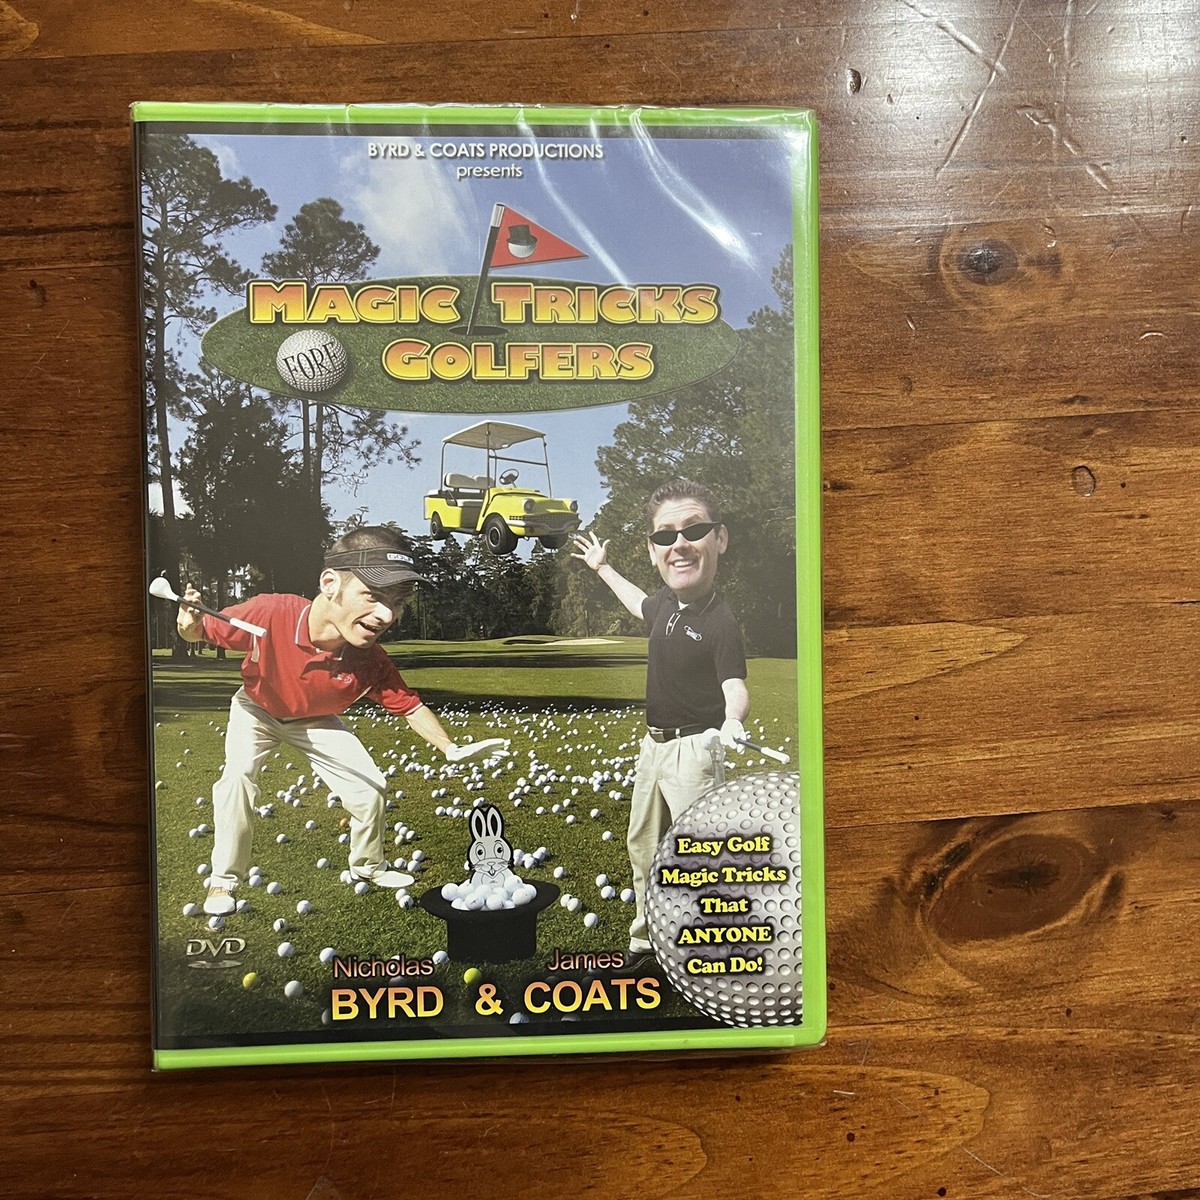 BYRD & COATS PRODUCTIONS
presents
MAGIC TRICKS
FORE GOLFERS
Easy Golf
Magic Tricks
That
ANYONE
Can Do!
DVD
Nicholas James
BYRD & COATS